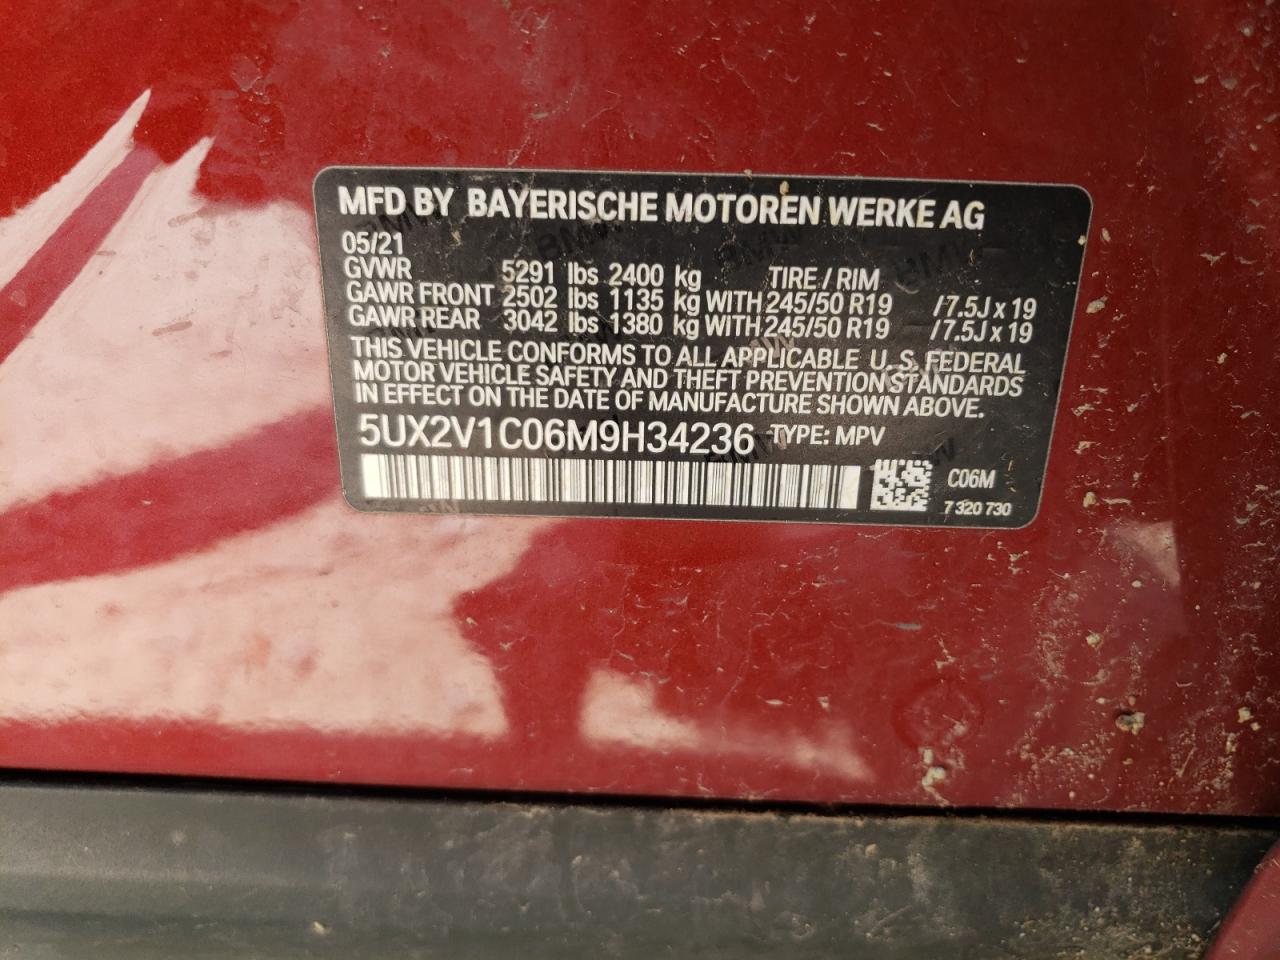 MFD BY BAYERISCHE MOTOREN WERKE AG
05/21
GVWR 5291 lbs 2400 kg TIRE / RIM
GAWR FRONT 2502 lbs 1135 kg WITH 245/50 R19 /7.5J x 19
GAWR REAR 3042 lbs 1380 kg WITH 245/50 R19 /7.5J x 19
THIS VEHICLE CONFORMS TO ALL APPLICABLE U.S. FEDERAL
MOTOR VEHICLE SAFETY AND THEFT PREVENTION STANDARDS
IN EFFECT ON THE DATE OF MANUFACTURE SHOWN ABOVE.
5UX2V1C06M9H34236 TYPE: MPV
C06M
7 320 730